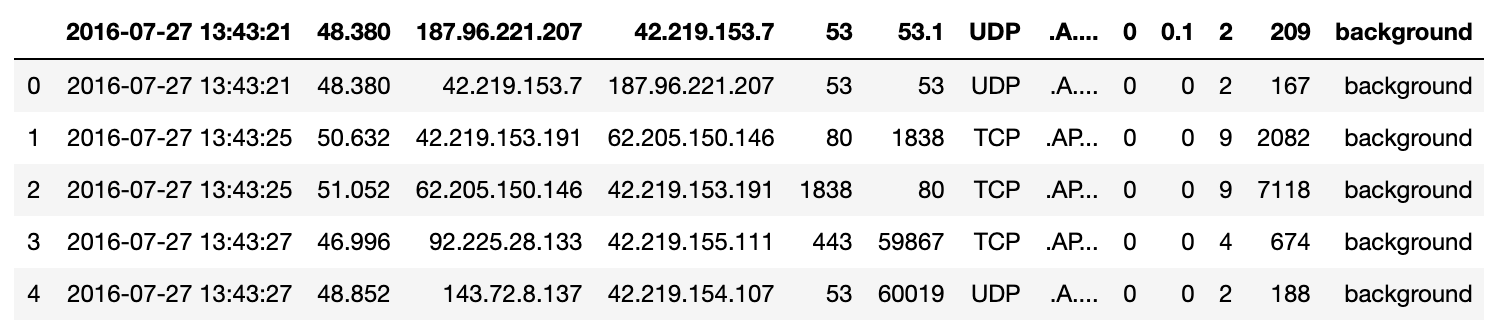 2016-07-27 13:43:21 48.380 187.96.221.207 42.219.153.7 53 53.1 UDP .A.... 0 0.1 2 209 background
0 2016-07-27 13:43:21 48.380 42.219.153.7 187.96.221.207 53 53 UDP .A.... 0 0 2 167 background
1 2016-07-27 13:43:25 50.632 42.219.153.191 62.205.150.146 80 1838 TCP .AP... 0 0 9 2082 background
2 2016-07-27 13:43:25 51.052 62.205.150.146 42.219.153.191 1838 80 TCP .AP... 0 0 9 7118 background
3 2016-07-27 13:43:27 46.996 92.225.28.133 42.219.155.111 443 59867 TCP .AP... 0 0 4 674 background
4 2016-07-27 13:43:27 48.852 143.72.8.137 42.219.154.107 53 60019 UDP .A.... 0 0 2 188 background